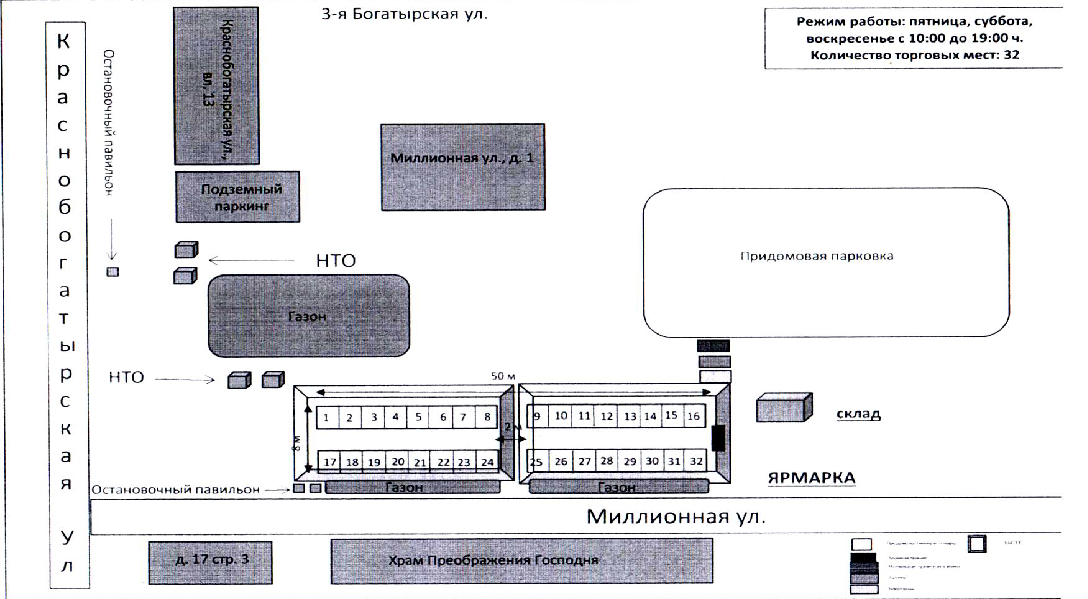 3-я Богатырская ул.
Режим работы: пятница, суббота,
воскресенье с 10:00 до 19:00 ч.
Количество торговых мест: 32
Краснобогатырская ул
Остановочный павильон
Краснобогатырская ул.,
вл. 13
Миллионная ул., д. 1
Подземный
паркинг
Придомовая парковка
НТО
Газон
НТО
50 м
1 2 3 4 5 6 7 8
9 10 11 12 13 14 15 16
склад
8 м
2
17 18 19 20 21 22 23 24
25 26 27 28 29 30 31 32
ЯРМАРКА
Остановочный павильон
Газон
Газон
Миллионная ул.
д. 17 стр. 3
Храм Преображения Господня